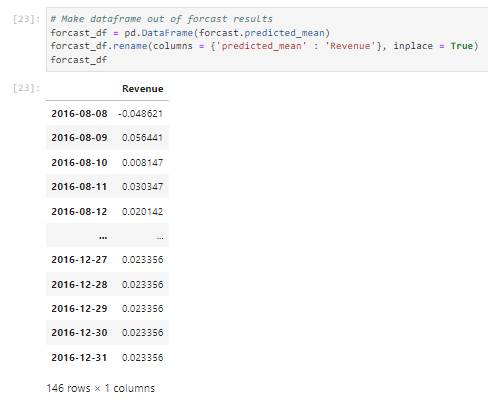 [23]: # Make dataframe out of forcast results
forcast_df = pd.DataFrame(forcast.predicted_mean)
forcast_df.rename(columns = {'predicted_mean' : 'Revenue'}, inplace = True)
forcast_df
[23]:
Revenue
2016-08-08 -0.048621
2016-08-09 0.056441
2016-08-10 0.008147
2016-08-11 0.030347
2016-08-12 0.020142
... ...
2016-12-27 0.023356
2016-12-28 0.023356
2016-12-29 0.023356
2016-12-30 0.023356
2016-12-31 0.023356
146 rows × 1 columns